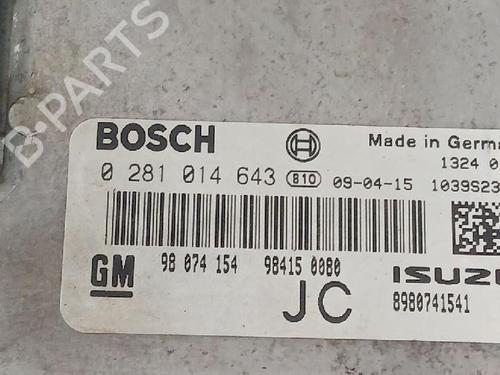 BOSCH
Made in Germa
0 281 014 643 810 09-04-15
1324 0
1039S23
GM 98 074 154 98415 0080 ISUZU
JC 8980741541
B-PARTS